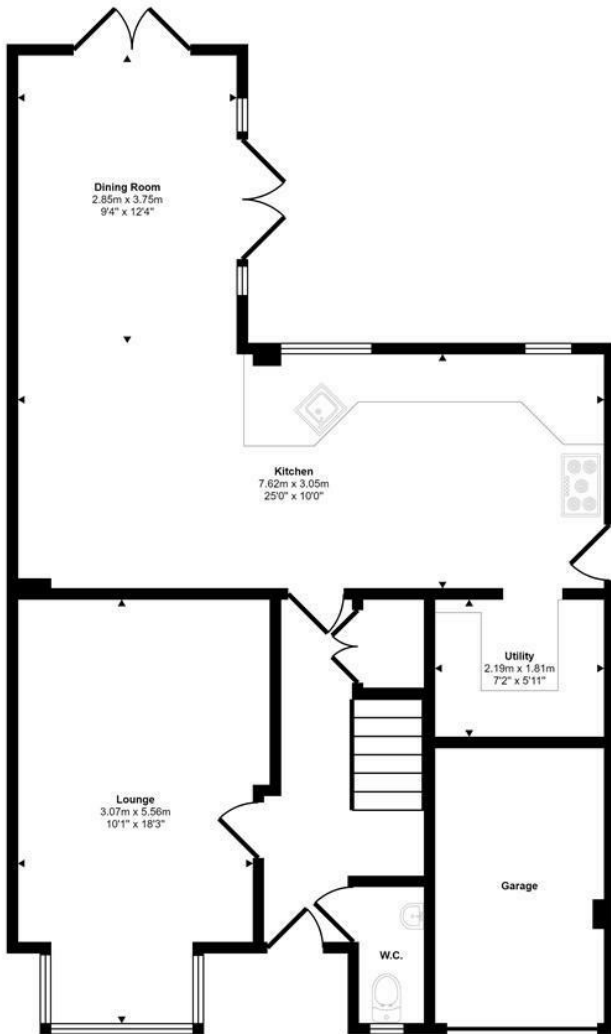 Dining Room
2.85m x 3.75m
9'4" x 12'4"
Kitchen
7.62m x 3.05m
25'0" x 10'0"
Utility
2.19m x 1.81m
7'2" x 5'11"
Lounge
3.07m x 5.56m
10'1" x 18'3"
Garage
W.C.